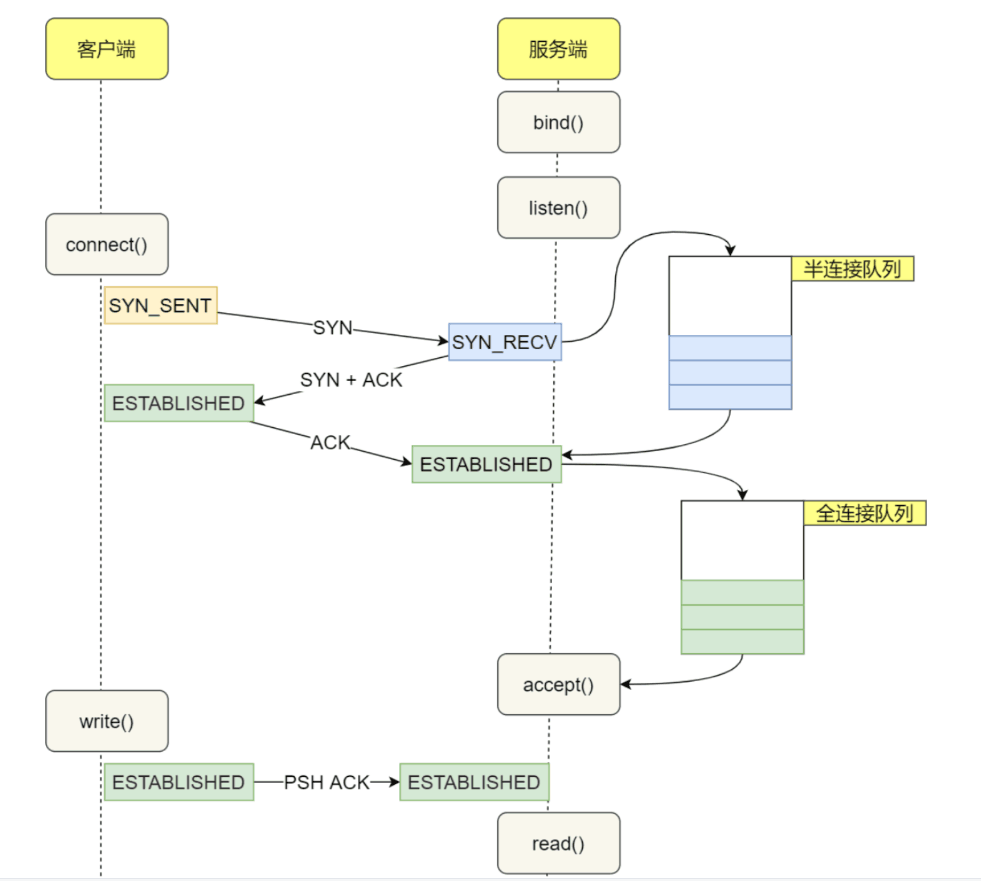 客户端
服务端
bind()
listen()
connect()
半连接队列
SYN_SENT
SYN
SYN_RECV
SYN + ACK
ESTABLISHED
ACK
ESTABLISHED
全连接队列
accept()
write()
ESTABLISHED
PSH ACK
ESTABLISHED
read()